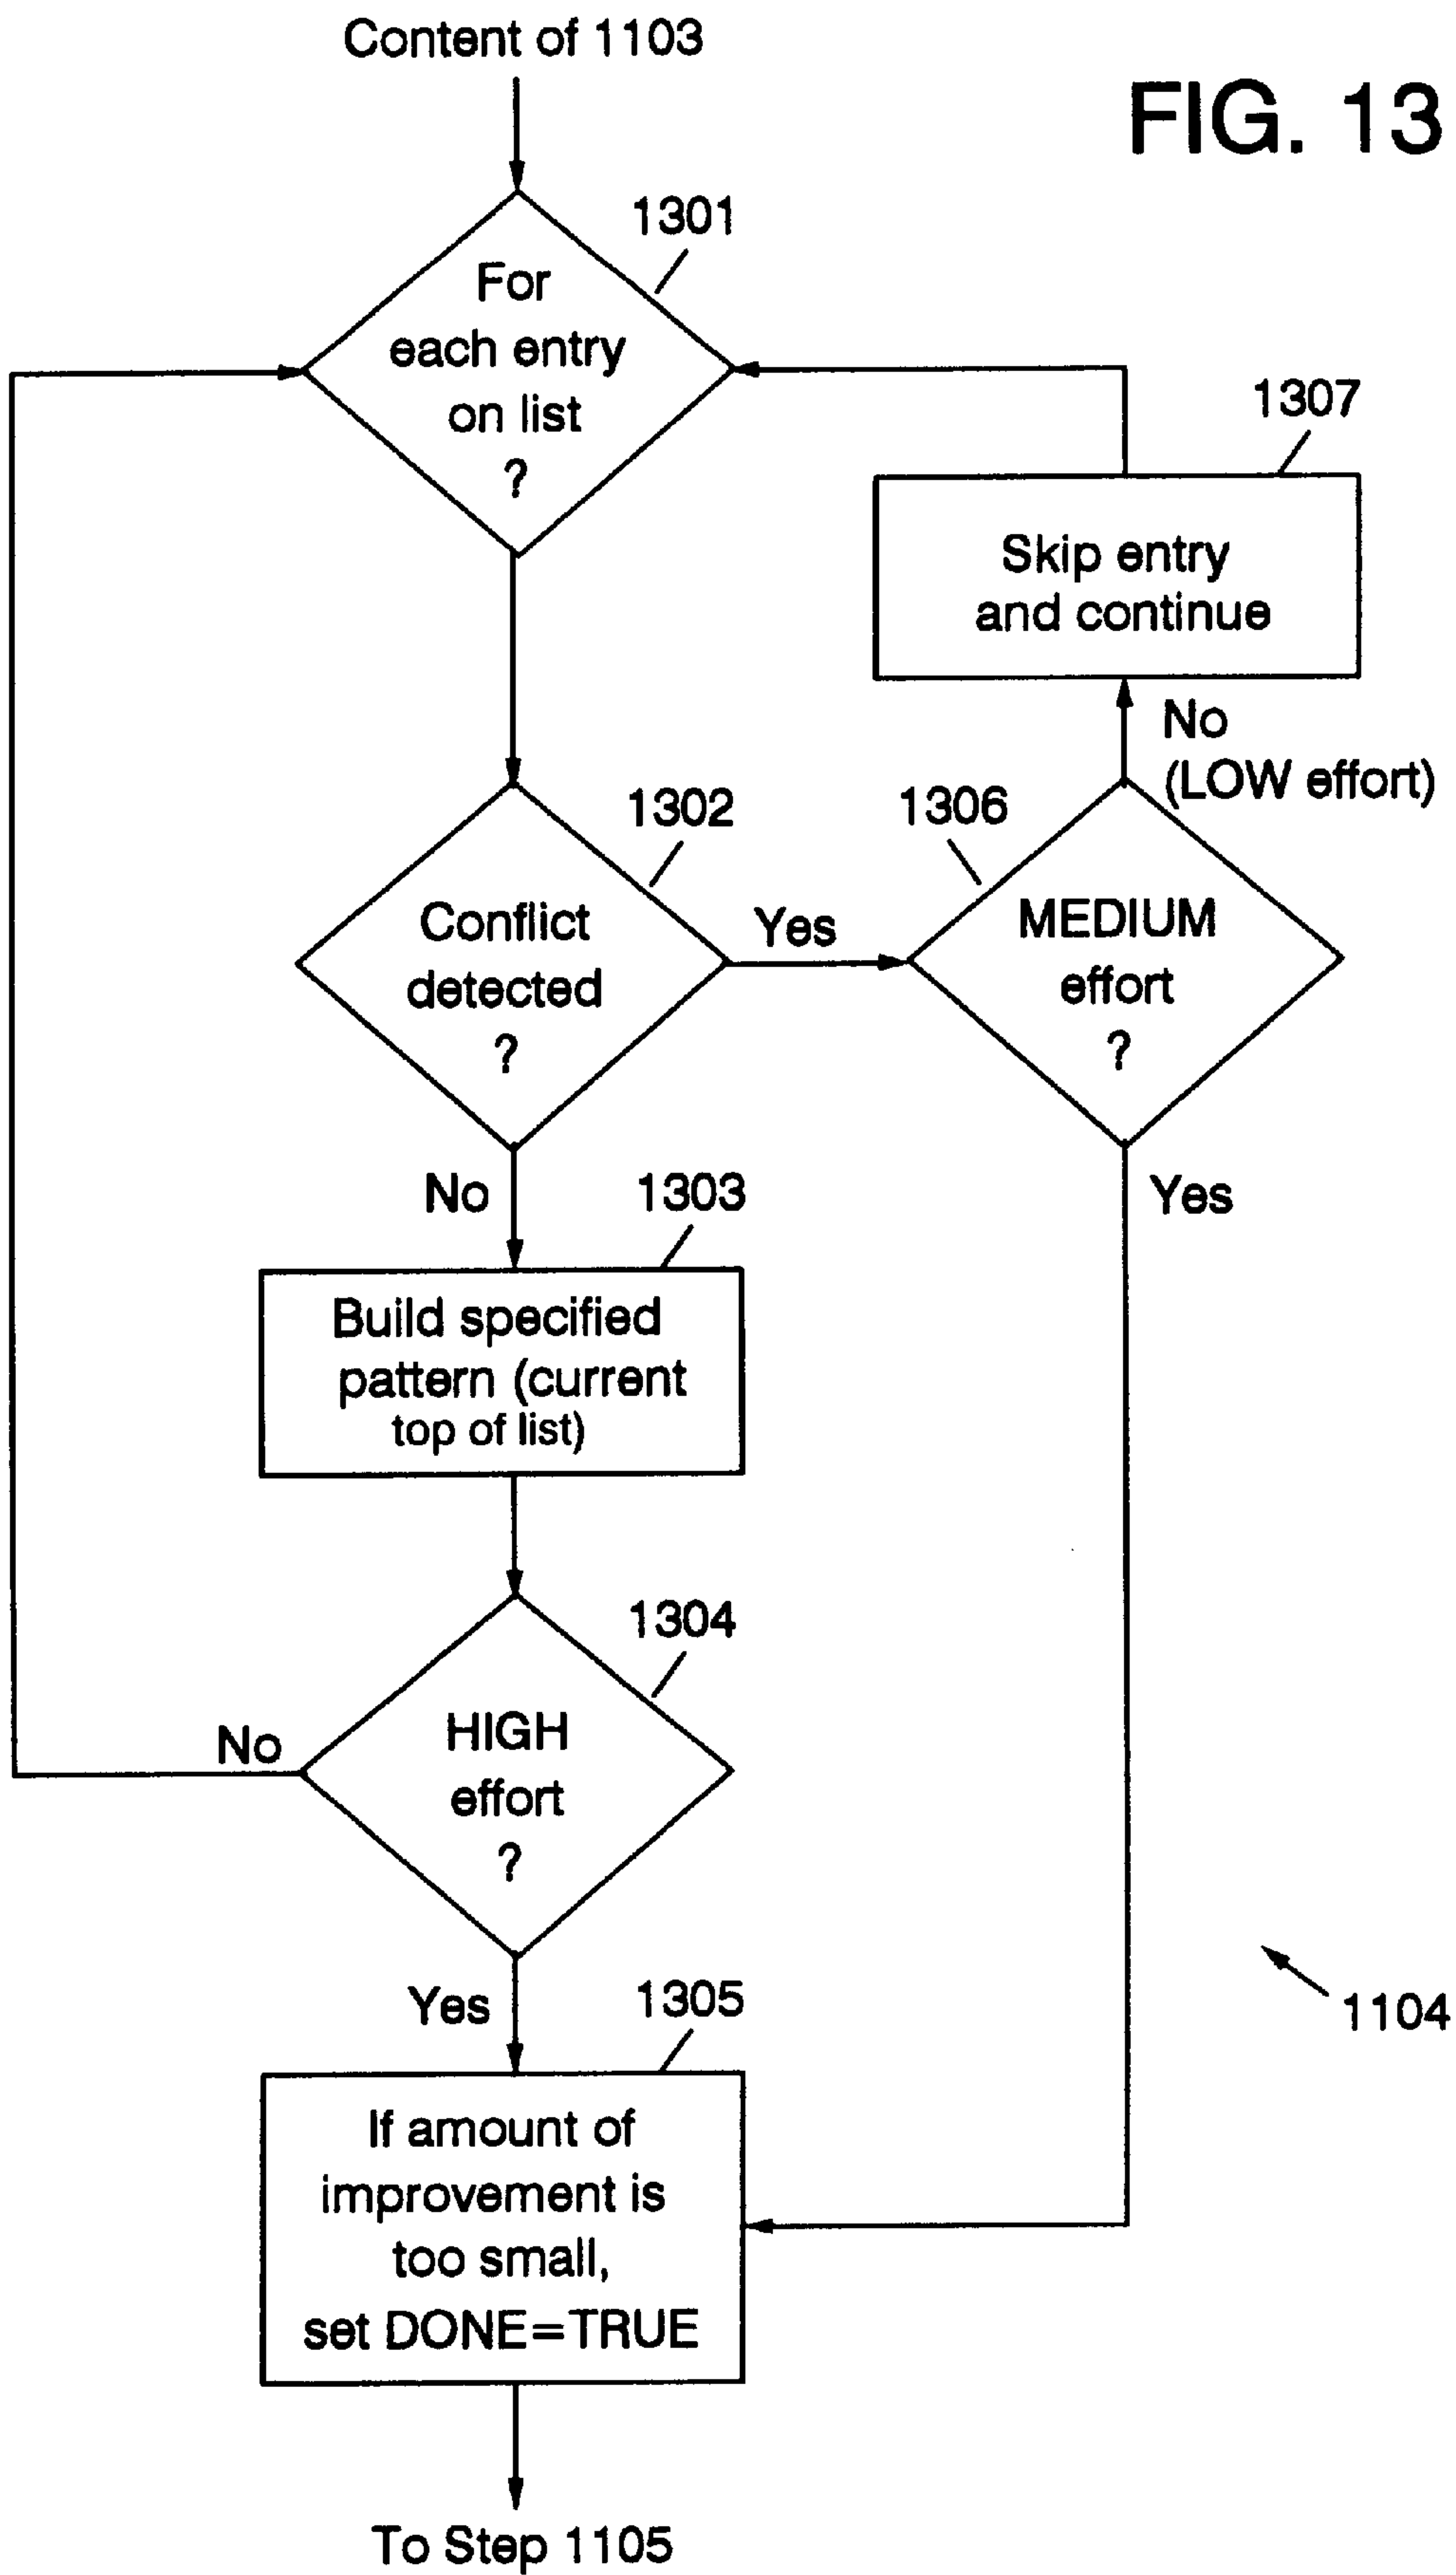 Content of 1103
FIG. 13
1301
For
each entry
on list
?
1307
Skip entry
and continue
No
(LOW effort)
1302
1306
Conflict
detected
?
Yes
MEDIUM
effort
?
No
1303
Yes
Build specified
pattern (current
top of list)
1304
HIGH
effort
?
No
Yes
1305
1104
If amount of
improvement is
too small,
set DONE=TRUE
To Step 1105